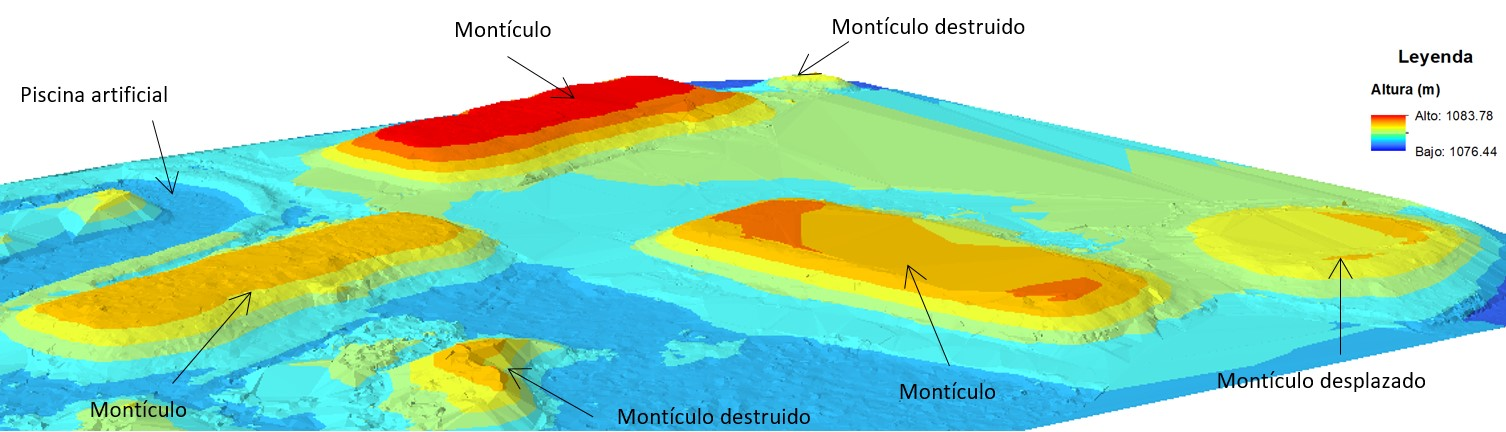 Montículo
Montículo destruido
Piscina artificial
Leyenda
Altura (m)
Alto: 1083.78
Bajo: 1076.44
Montículo
Montículo destruido
Montículo
Montículo desplazado